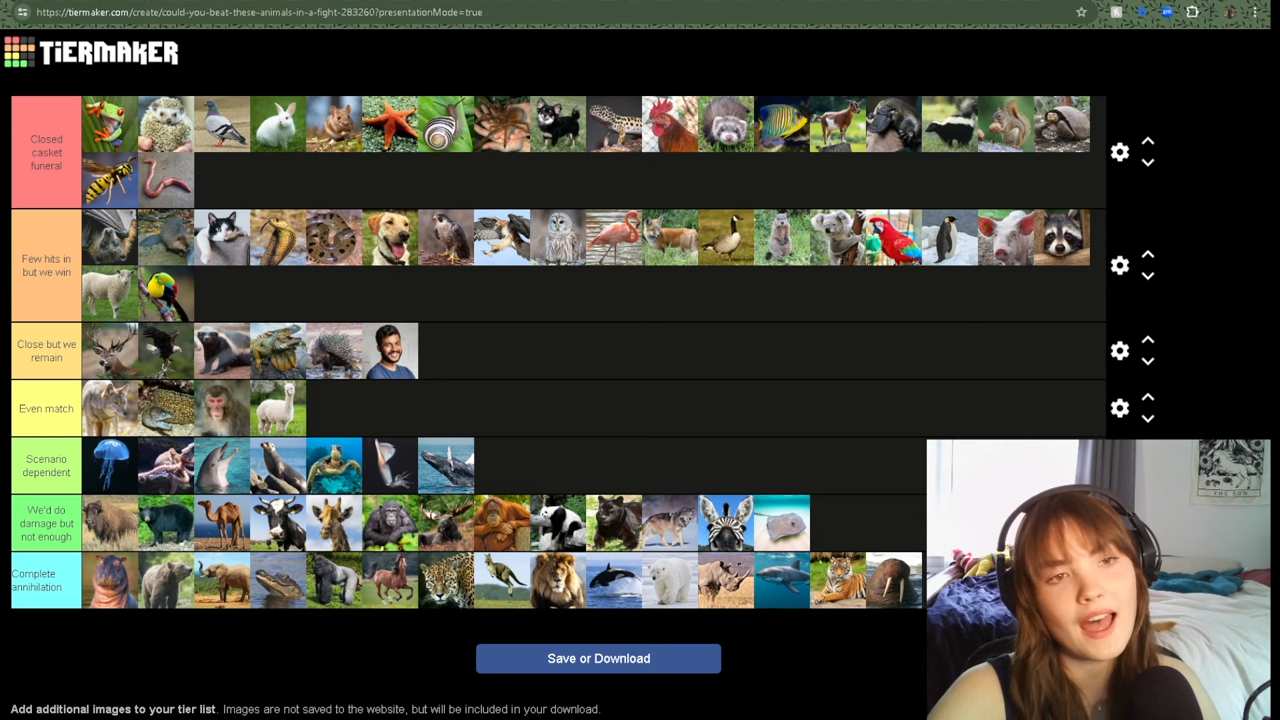 https://tiermaker.com/create/could-you-beat-these-animals-in-a-fight-283260?presentationMode=true
TiERMAKER
Closed
casket
funeral
Few hits in
but we win
Close but we
remain
Even match
Scenario
dependent
We'd do
damage but
not enough
Complete
annihilation
THE SUN
Save or Download
Add additional images to your tier list. Images are not saved to the website, but will be included in your download.